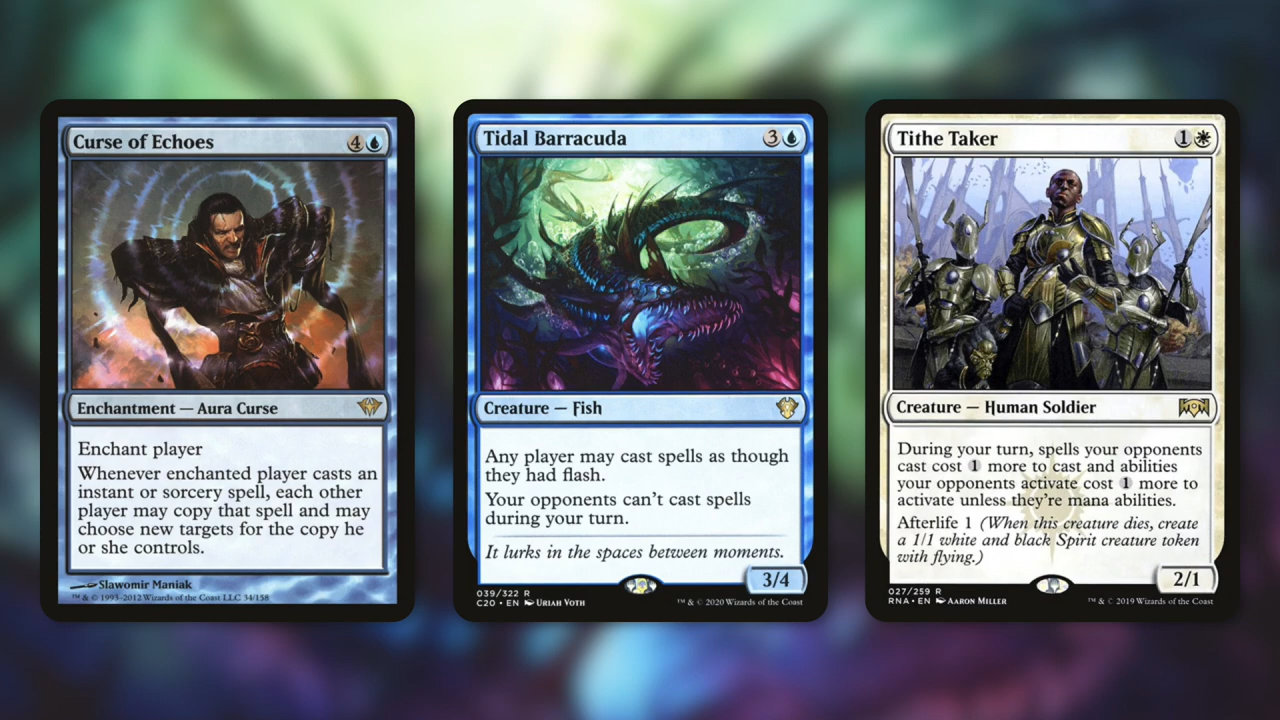 Curse of Echoes
4
Enchantment — Aura Curse
Enchant player
Whenever enchanted player casts an
instant or sorcery spell, each other
player may copy that spell and may
choose new targets for the copy he
or she controls.
Slawomir Maniak
™ & © 1993–2012 Wizards of the Coast LLC 34/158
Tidal Barracuda
3
Creature — Fish
Any player may cast spells as though
they had flash.
Your opponents can't cast spells
during your turn.
It lurks in the spaces between moments.
3/4
039/322 R
C20 • EN Uriah Voth
™ & © 2020 Wizards of the Coast
Tithe Taker
1
Creature — Human Soldier
During your turn, spells your opponents
cast cost 1 more to cast and abilities
your opponents activate cost 1 more to
activate unless they're mana abilities.
Afterlife 1 (When this creature dies, create
a 1/1 white and black Spirit creature token
with flying.)
2/1
027/259 R
RNA • EN Aaron Miller
™ & © 2019 Wizards of the Coast